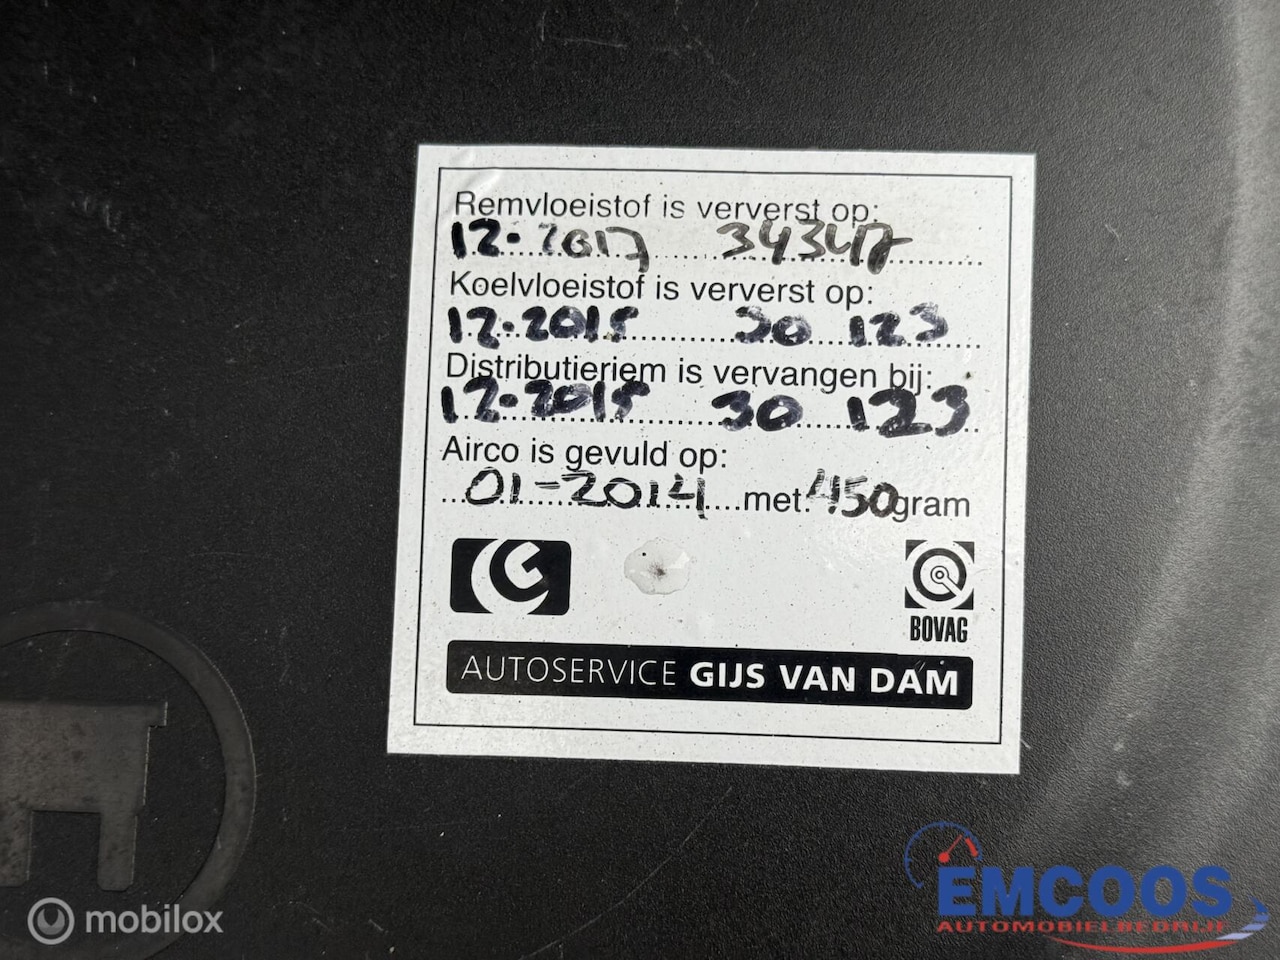 Remvloeistof is ververst op:
12-2017 34347
Koelvloeistof is ververst op:
12-2015 30 123
Distributieriem is vervangen bij:
12-2015 30 123
Airco is gevuld op:
01-2014 met: 450 gram
G
BOVAG
AUTOSERVICE GIJS VAN DAM
EMCOOS
AUTOMOBIELBEDRIJF
mobilox